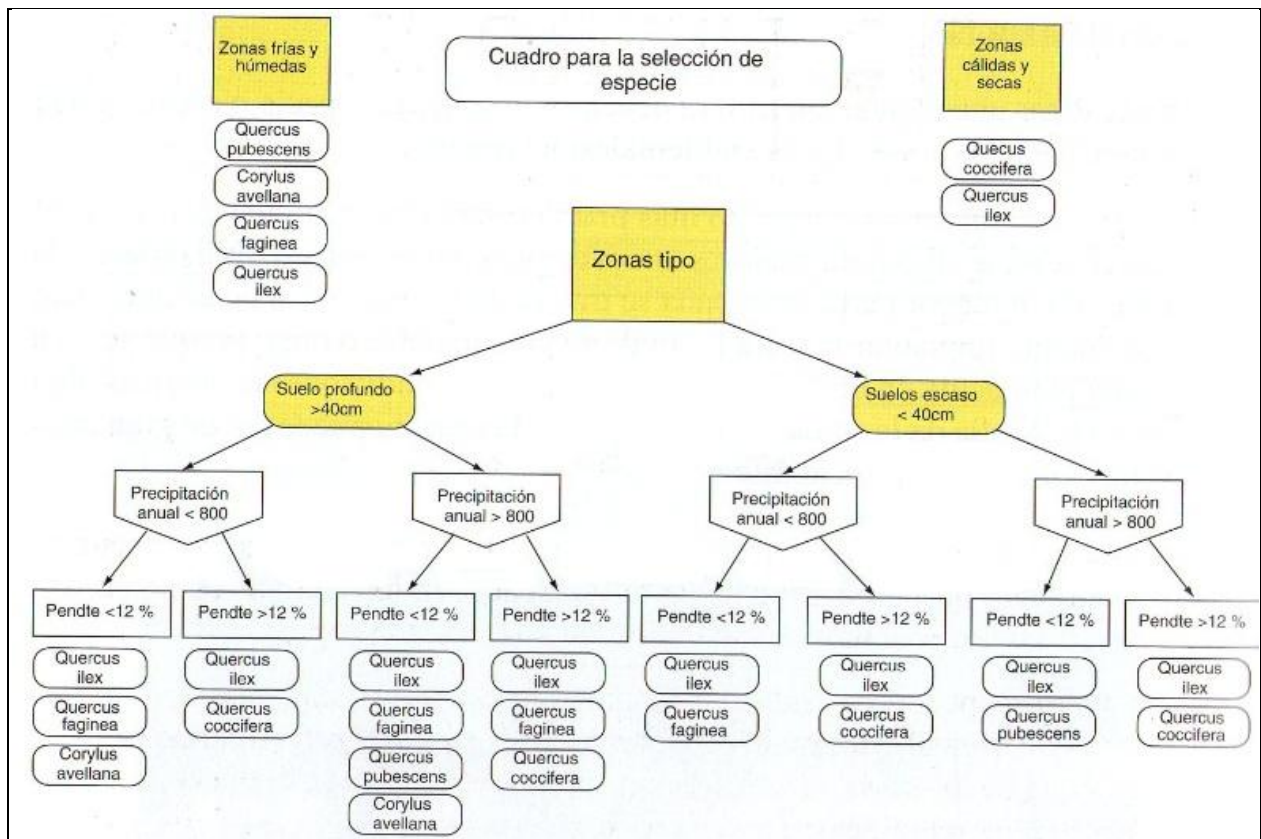 Zonas frías y
húmedas
Cuadro para la selección de
especie
Zonas
cálidas y
secas
Quercus
pubescens
Corylus
avellana
Quercus
faginea
Quercus
ilex
Quecus
coccifera
Quercus
ilex
Zonas tipo
Suelo profundo
>40cm
Suelos escaso
< 40cm
Precipitación
anual < 800
Precipitación
anual > 800
Precipitación
anual < 800
Precipitación
anual > 800
Pendte <12 %
Pendte >12 %
Pendte <12 %
Pendte >12 %
Pendte <12 %
Pendte >12 %
Pendte <12 %
Pendte >12 %
Quercus
ilex
Quercus
faginea
Corylus
avellana
Quercus
ilex
Quercus
coccifera
Quercus
ilex
Quercus
faginea
Quercus
pubescens
Corylus
avellana
Quercus
ilex
Quercus
faginea
Quercus
coccifera
Quercus
ilex
Quercus
faginea
Quercus
ilex
Quercus
coccifera
Quercus
ilex
Quercus
pubescens
Quercus
ilex
Quercus
coccifera